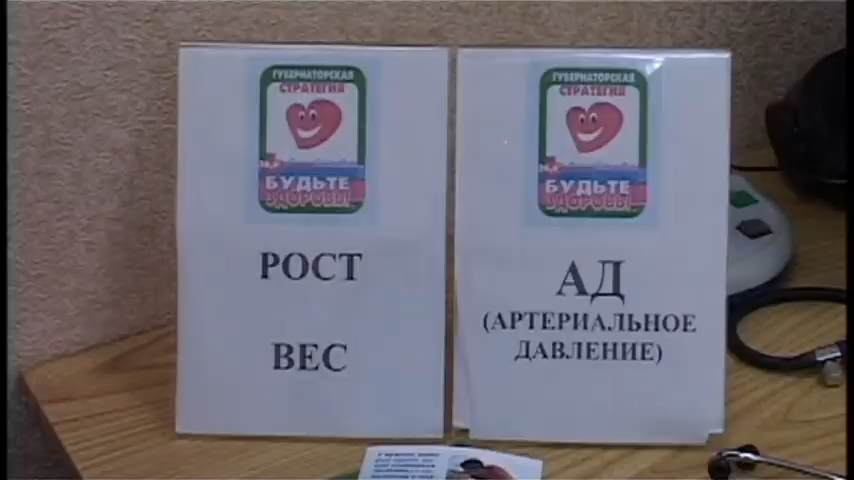 ГУБЕРНАТОРСКАЯ
СТРАТЕГИЯ
БУДЬТЕ
ЗДОРОВЫ!
РОСТ
ВЕС
ГУБЕРНАТОРСКАЯ
СТРАТЕГИЯ
БУДЬТЕ
ЗДОРОВЫ!
АД
(АРТЕРИАЛЬНОЕ
ДАВЛЕНИЕ)